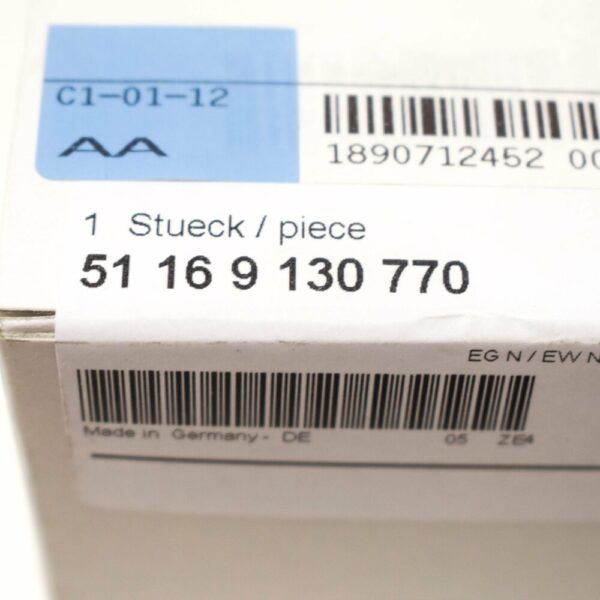 C1-01-12
AA
1890712452 00
1 Stueck / piece
51 16 9 130 770
EG N / EW N
Made in Germany - DE 05 ZE4